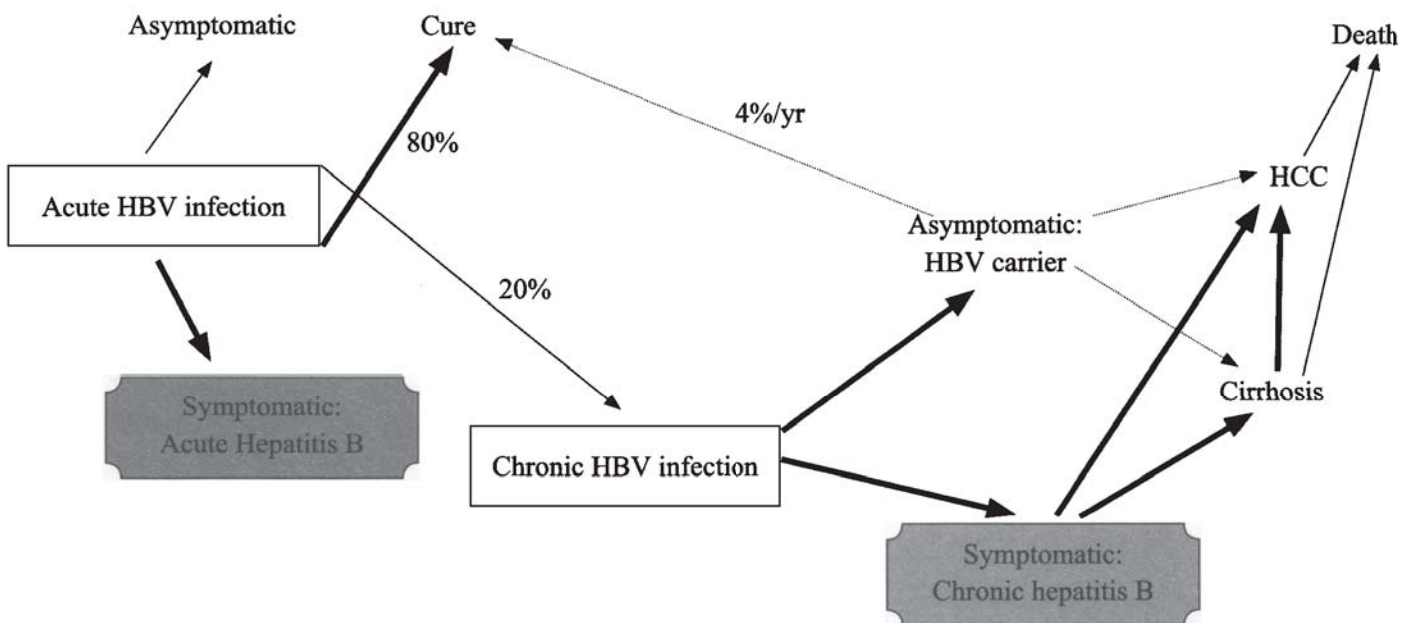 Asymptomatic
Cure
Death
4%/yr
80%
HCC
Acute HBV infection
Asymptomatic:
HBV carrier
20%
Cirrhosis
Symptomatic:
Acute Hepatitis B
Chronic HBV infection
Symptomatic:
Chronic hepatitis B